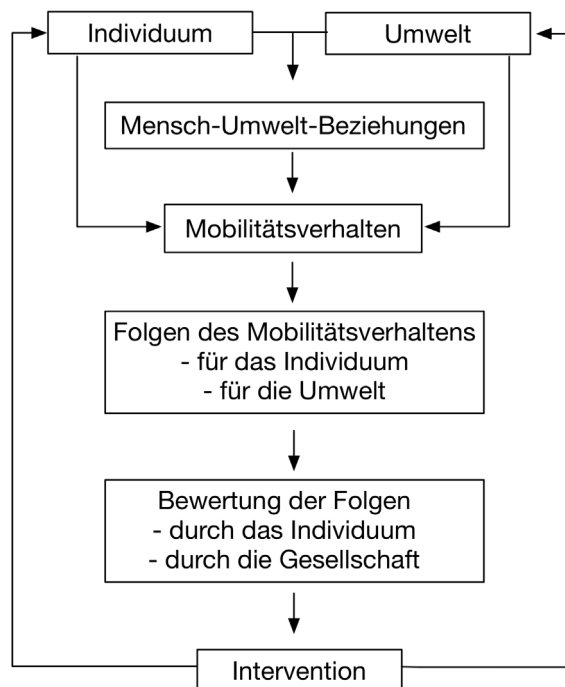 Individuum
Umwelt
Mensch-Umwelt-Beziehungen
Mobilitätsverhalten
Folgen des Mobilitätsverhaltens
- für das Individuum
- für die Umwelt
Bewertung der Folgen
- durch das Individuum
- durch die Gesellschaft
Intervention